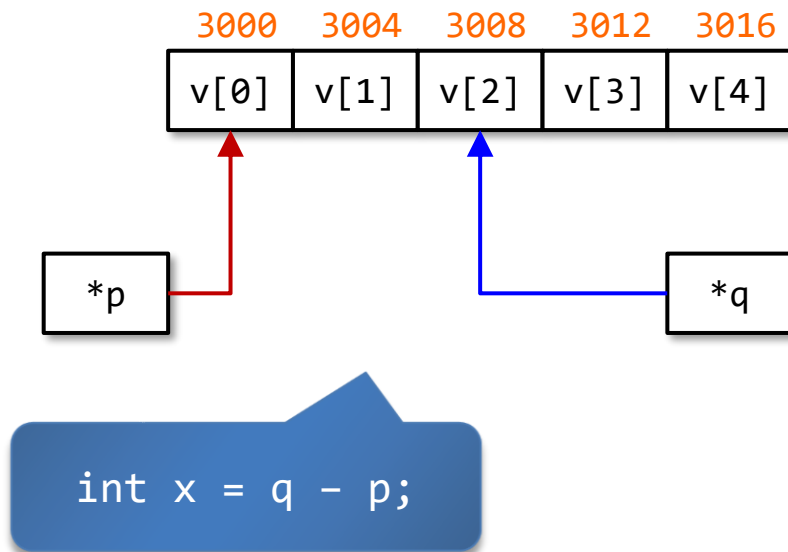 3000 3004 3008 3012 3016
v[0] v[1] v[2] v[3] v[4]
*p *q
int x = q – p;